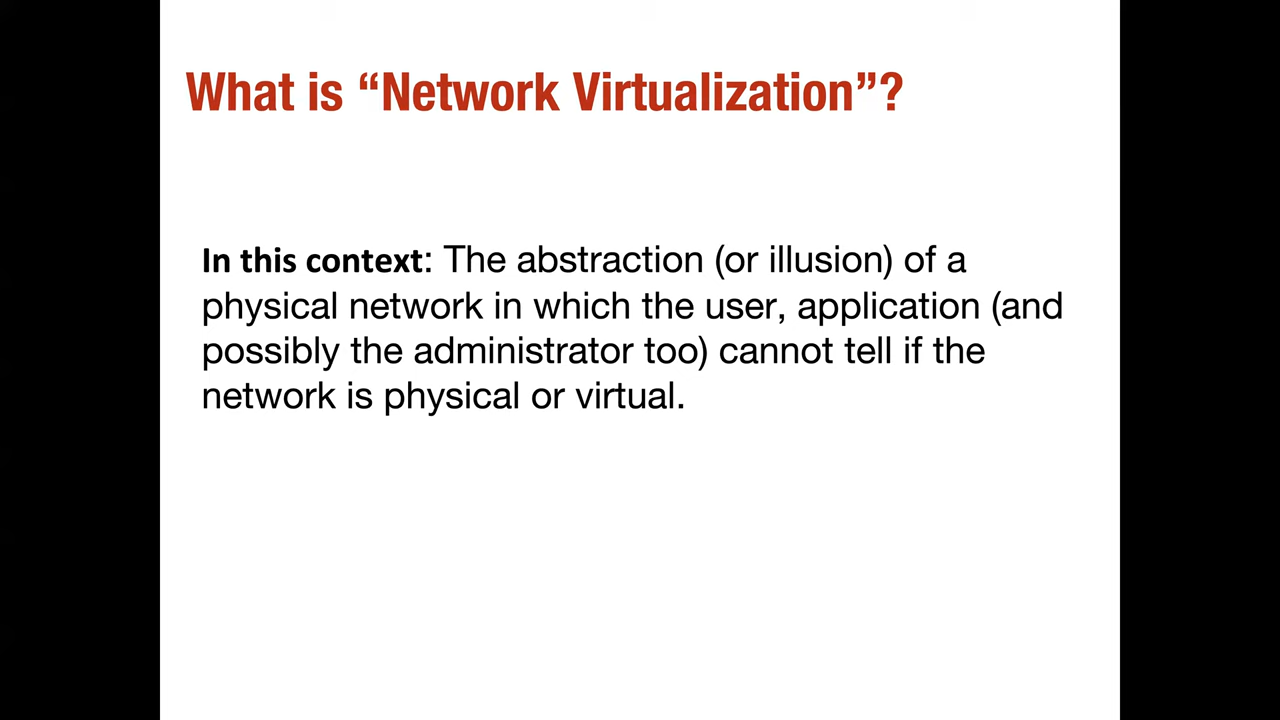 What is “Network Virtualization”?
In this context: The abstraction (or illusion) of a
physical network in which the user, application (and
possibly the administrator too) cannot tell if the
network is physical or virtual.